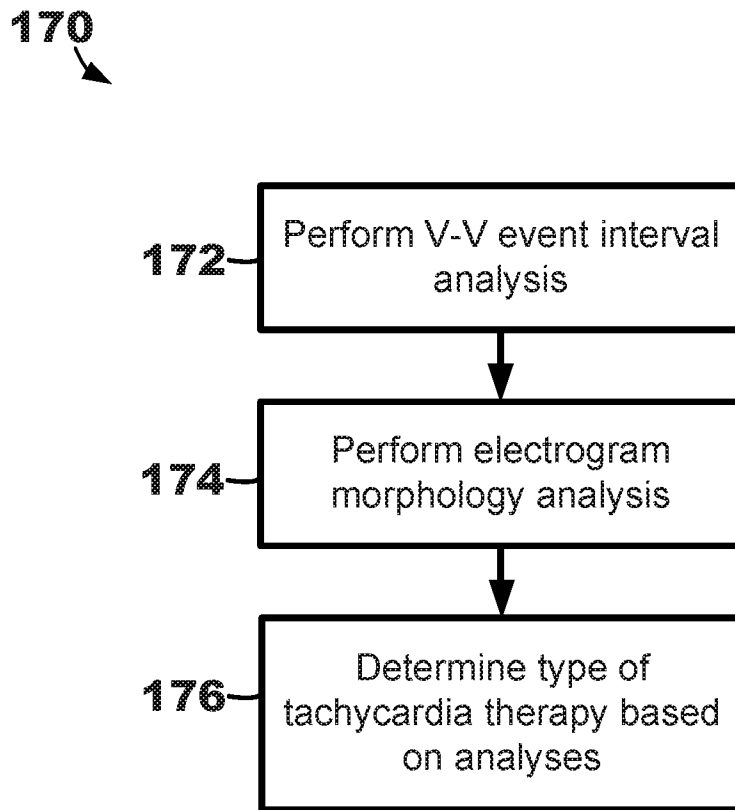 170
172
Perform V-V event interval
analysis
174
Perform electrogram
morphology analysis
176
Determine type of
tachycardia therapy based
on analyses